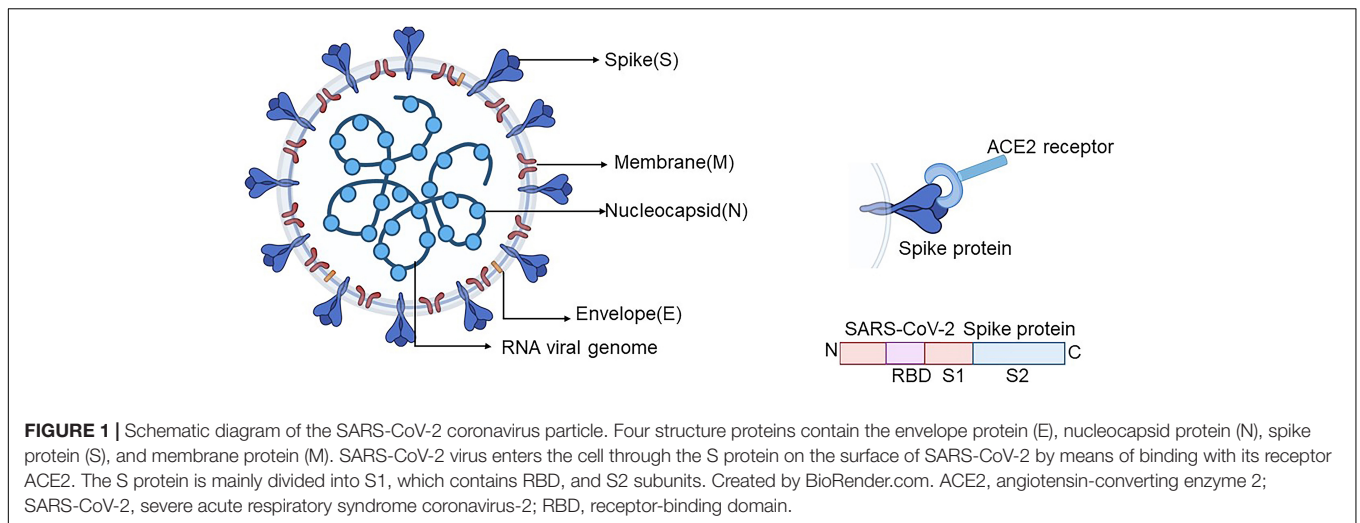 Spike(S)
Membrane(M)
Nucleocapsid(N)
Envelope(E)
RNA viral genome
ACE2 receptor
Spike protein
SARS-CoV-2 Spike protein
N C
RBD S1 S2
FIGURE 1 | Schematic diagram of the SARS-CoV-2 coronavirus particle. Four structure proteins contain the envelope protein (E), nucleocapsid protein (N), spike
protein (S), and membrane protein (M). SARS-CoV-2 virus enters the cell through the S protein on the surface of SARS-CoV-2 by means of binding with its receptor
ACE2. The S protein is mainly divided into S1, which contains RBD, and S2 subunits. Created by BioRender.com. ACE2, angiotensin-converting enzyme 2;
SARS-CoV-2, severe acute respiratory syndrome coronavirus-2; RBD, receptor-binding domain.